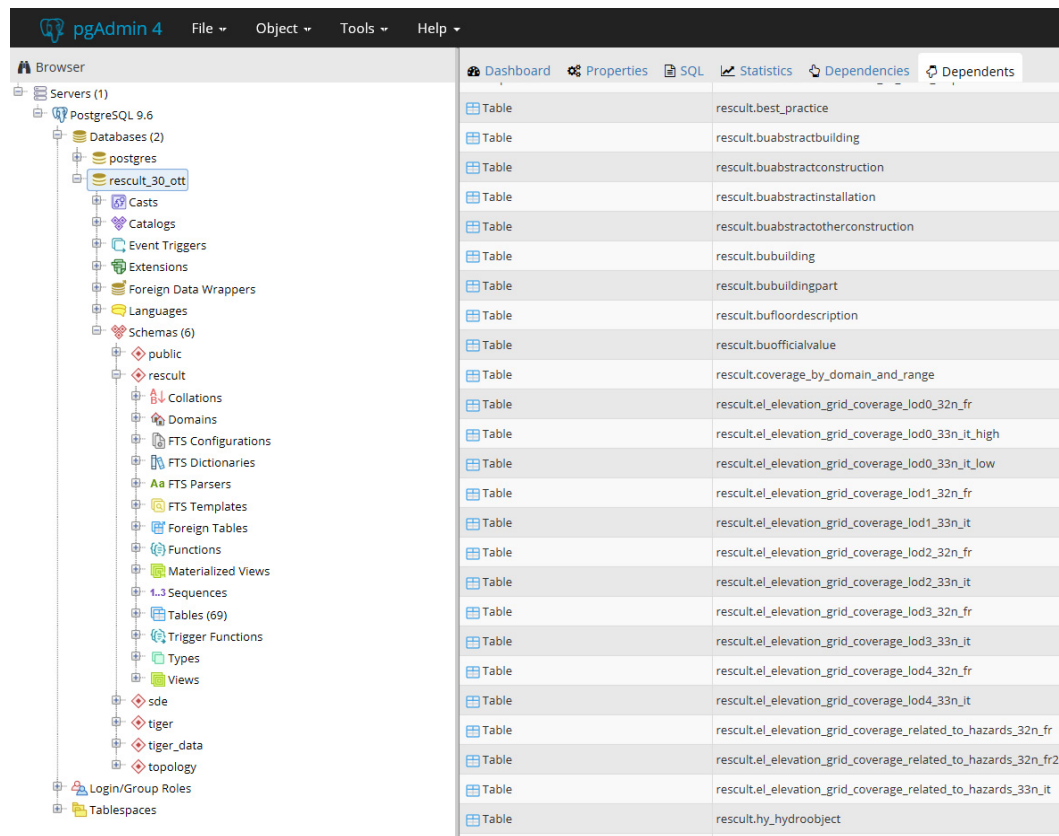 pgAdmin 4 File Object Tools Help
Browser
Dashboard Properties SQL Statistics Dependencies Dependents
Servers (1)
PostgreSQL 9.6
Databases (2)
postgres
rescult_30_ott
Casts
Catalogs
Event Triggers
Extensions
Foreign Data Wrappers
Languages
Schemas (6)
public
rescult
Collations
Domains
FTS Configurations
FTS Dictionaries
Aa FTS Parsers
FTS Templates
Foreign Tables
Functions
Materialized Views
1..3 Sequences
Tables (69)
Trigger Functions
Types
Views
sde
tiger
tiger_data
topology
Login/Group Roles
Tablespaces
Table rescult.best_practice
Table rescult.buabstractbuilding
Table rescult.buabstractconstruction
Table rescult.buabstractinstallation
Table rescult.buabstractotherconstruction
Table rescult.bubuilding
Table rescult.bubuildingpart
Table rescult.bufloordescription
Table rescult.buofficialvalue
Table rescult.coverage_by_domain_and_range
Table rescult.el_elevation_grid_coverage_lod0_32n_fr
Table rescult.el_elevation_grid_coverage_lod0_33n_it_high
Table rescult.el_elevation_grid_coverage_lod0_33n_it_low
Table rescult.el_elevation_grid_coverage_lod1_32n_fr
Table rescult.el_elevation_grid_coverage_lod1_33n_it
Table rescult.el_elevation_grid_coverage_lod2_32n_fr
Table rescult.el_elevation_grid_coverage_lod2_33n_it
Table rescult.el_elevation_grid_coverage_lod3_32n_fr
Table rescult.el_elevation_grid_coverage_lod3_33n_it
Table rescult.el_elevation_grid_coverage_lod4_32n_fr
Table rescult.el_elevation_grid_coverage_lod4_33n_it
Table rescult.el_elevation_grid_coverage_related_to_hazards_32n_fr
Table rescult.el_elevation_grid_coverage_related_to_hazards_32n_fr2
Table rescult.el_elevation_grid_coverage_related_to_hazards_33n_it
Table rescult.hy_hydroobject